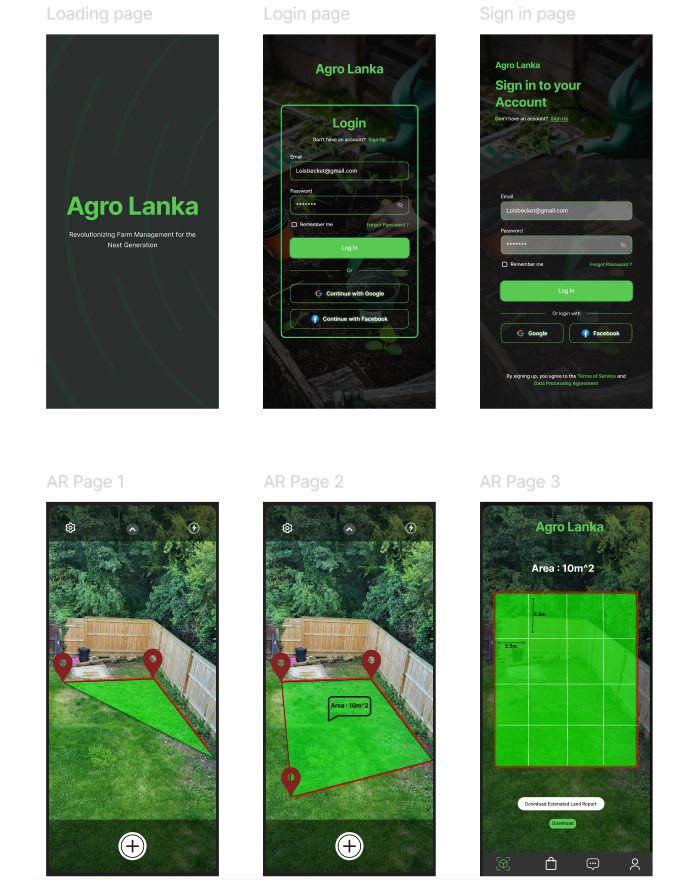 Loading page
Login page
Sign in page
Agro Lanka
Revolutionizing Farm Management for the
Next Generation
Agro Lanka
Login
Don't have an account? Sign Up
Email
Loisbecket@gmail.com
Password
*******
Remember me
Forgot Password ?
Log In
Or
Continue with Google
Continue with Facebook
Agro Lanka
Sign in to your
Account
Don't have an account? Sign Up
Email
Loisbecket@gmail.com
Password
*******
Remember me
Forgot Password ?
Log In
Or login with
Google
Facebook
By signing up, you agree to the Terms of Service and
Data Processing Agreement
AR Page 1
AR Page 2
AR Page 3
Area : 10m^2
Agro Lanka
Area : 10m^2
2.5m
2.5m
Download Estimated Land Report
Download